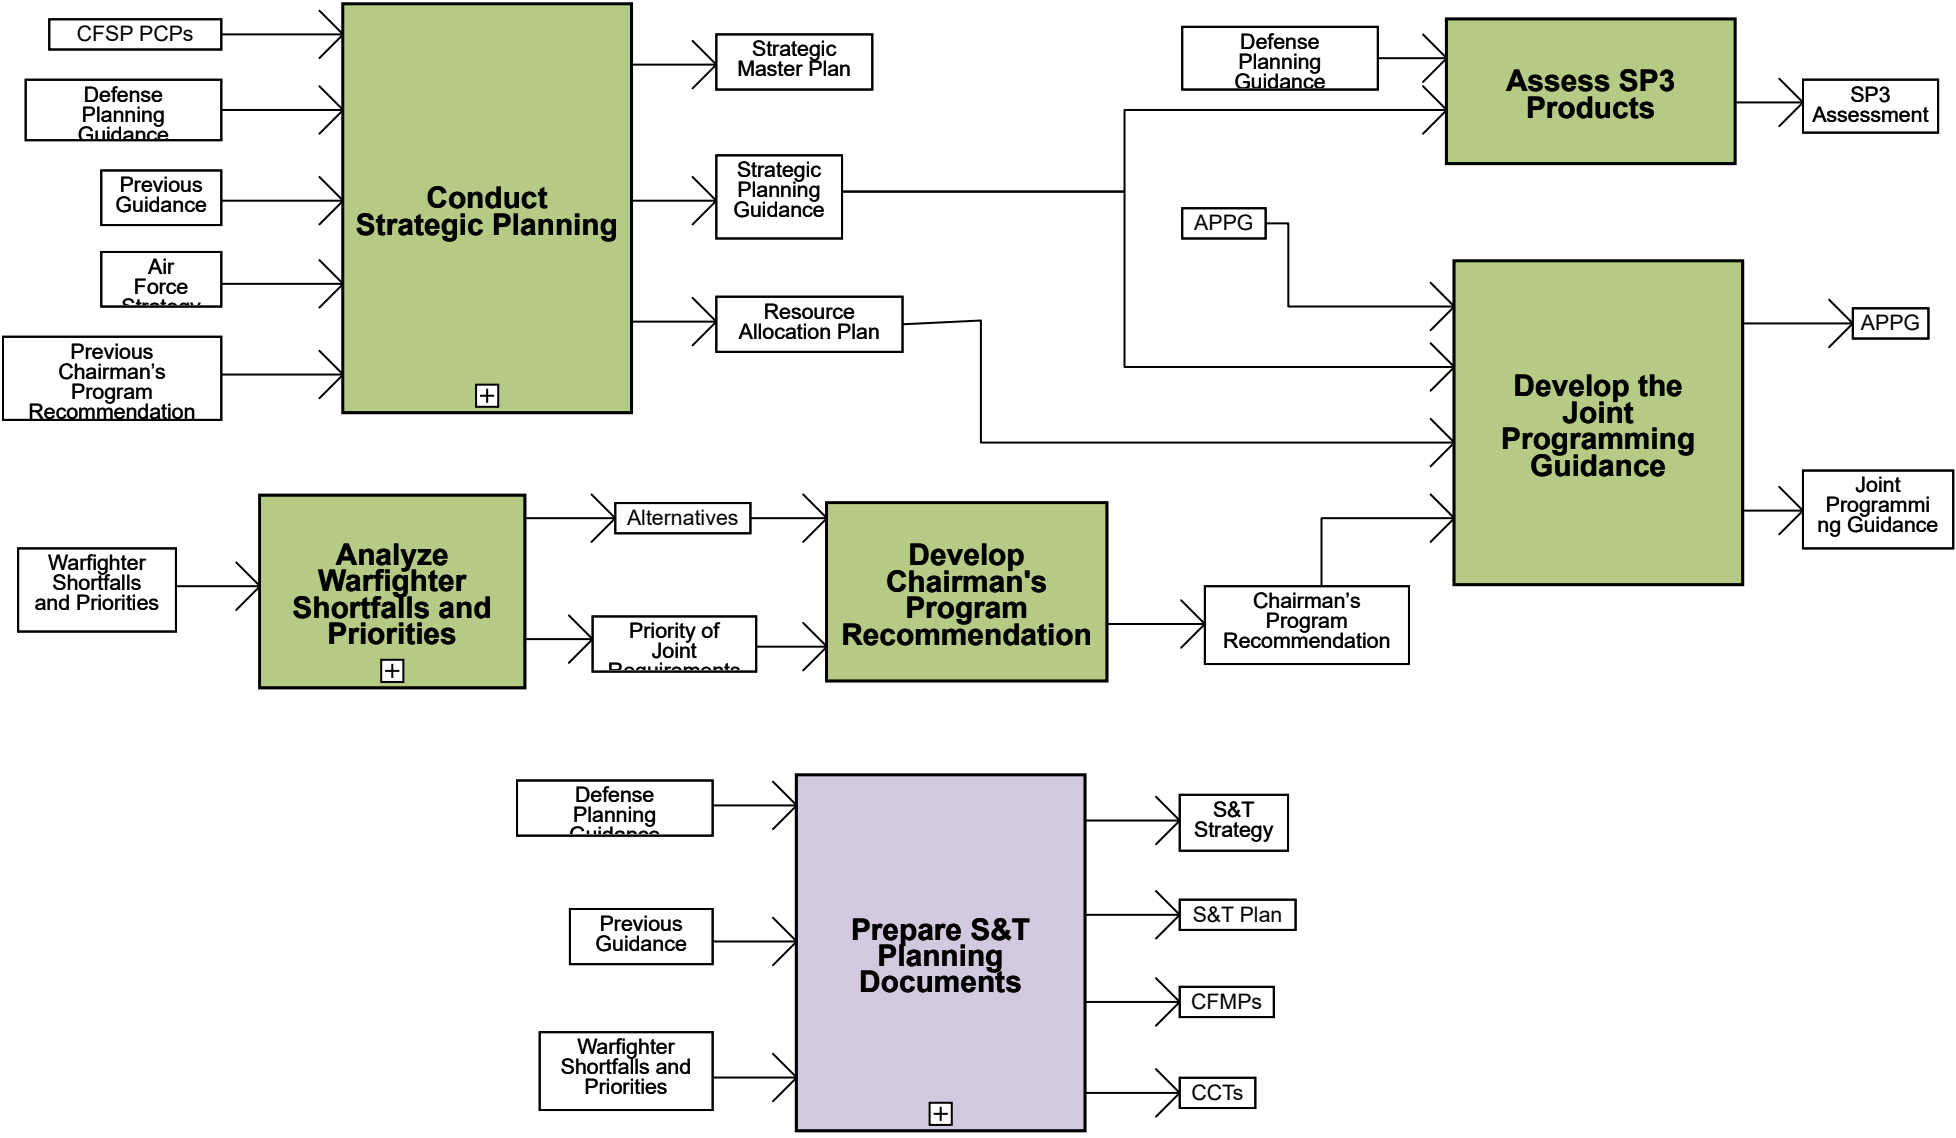 CFSP PCPs
Defense
Planning
Guidance
Previous
Guidance
Air
Force
Strategy
Previous
Chairman’s
Program
Recommendation
Conduct
Strategic Planning
Strategic
Master Plan
Strategic
Planning
Guidance
Resource
Allocation Plan
Defense
Planning
Guidance
Assess SP3
Products
SP3
Assessment
APPG
Develop the
Joint
Programming
Guidance
APPG
Joint
Programmi
ng Guidance
Warfighter
Shortfalls
and Priorities
Analyze
Warfighter
Shortfalls and
Priorities
Alternatives
Priority of
Joint
Requirements
Develop
Chairman's
Program
Recommendation
Chairman’s
Program
Recommendation
Defense
Planning
Guidance
Previous
Guidance
Warfighter
Shortfalls and
Priorities
Prepare S&T
Planning
Documents
S&T
Strategy
S&T Plan
CFMPs
CCTs